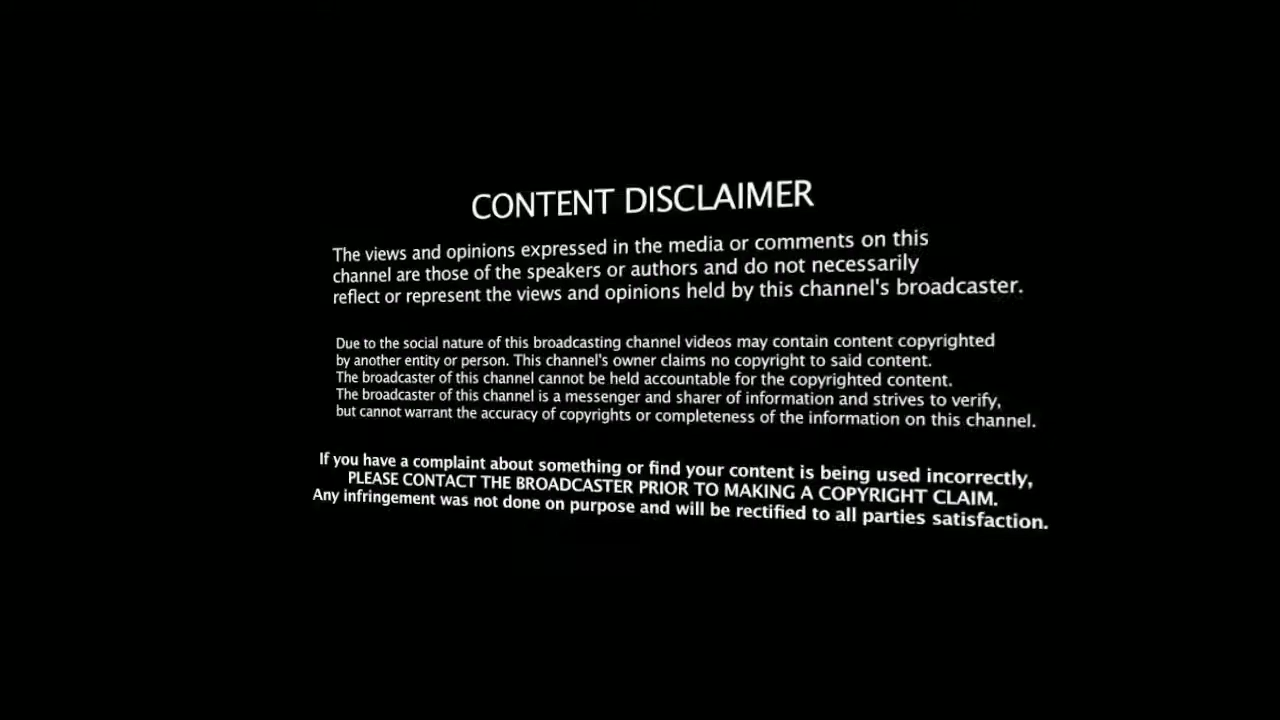 CONTENT DISCLAIMER
The views and opinions expressed in the media or comments on this
channel are those of the speakers or authors and do not necessarily
reflect or represent the views and opinions held by this channel's broadcaster.
Due to the social nature of this broadcasting channel videos may contain content copyrighted
by another entity or person. This channel's owner claims no copyright to said content.
The broadcaster of this channel cannot be held accountable for the copyrighted content.
The broadcaster of this channel is a messenger and sharer of information and strives to verify,
but cannot warrant the accuracy of copyrights or completeness of the information on this channel.
If you have a complaint about something or find your content is being used incorrectly,
PLEASE CONTACT THE BROADCASTER PRIOR TO MAKING A COPYRIGHT CLAIM.
Any infringement was not done on purpose and will be rectified to all parties satisfaction.